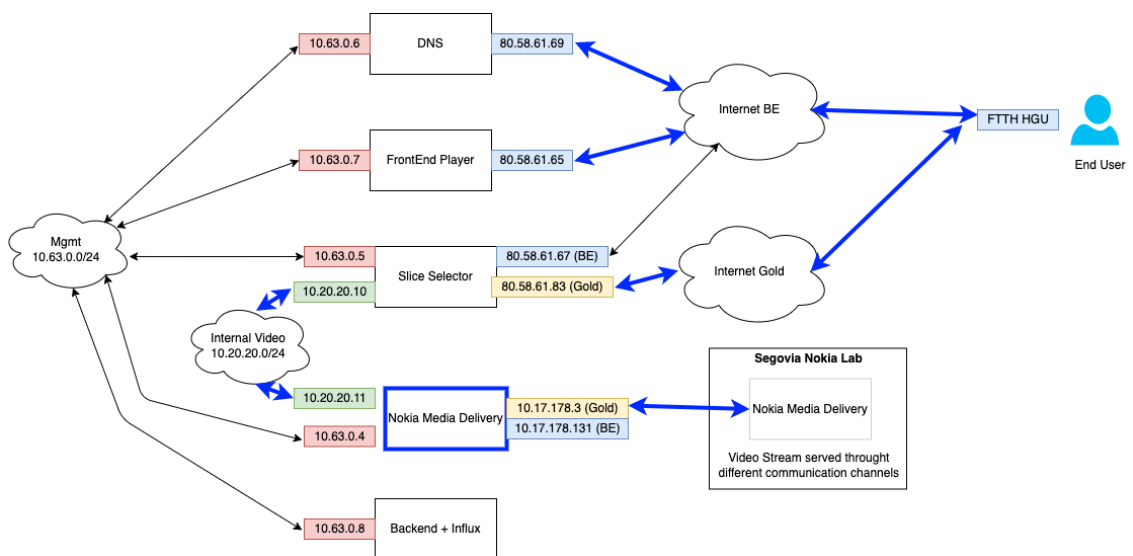 10.63.0.6
DNS
80.58.61.69
Internet BE
FTTH HGU
End User
10.63.0.7
FrontEnd Player
80.58.61.65
Mgmt
10.63.0.0/24
10.63.0.5
Slice Selector
80.58.61.67 (BE)
10.20.20.10
80.58.61.83 (Gold)
Internet Gold
Internal Video
10.20.20.0/24
10.20.20.11
10.63.0.4
Nokia Media Delivery
10.17.178.3 (Gold)
10.17.178.131 (BE)
Segovia Nokia Lab
Nokia Media Delivery
Video Stream served throught
different communication channels
10.63.0.8
Backend + Influx